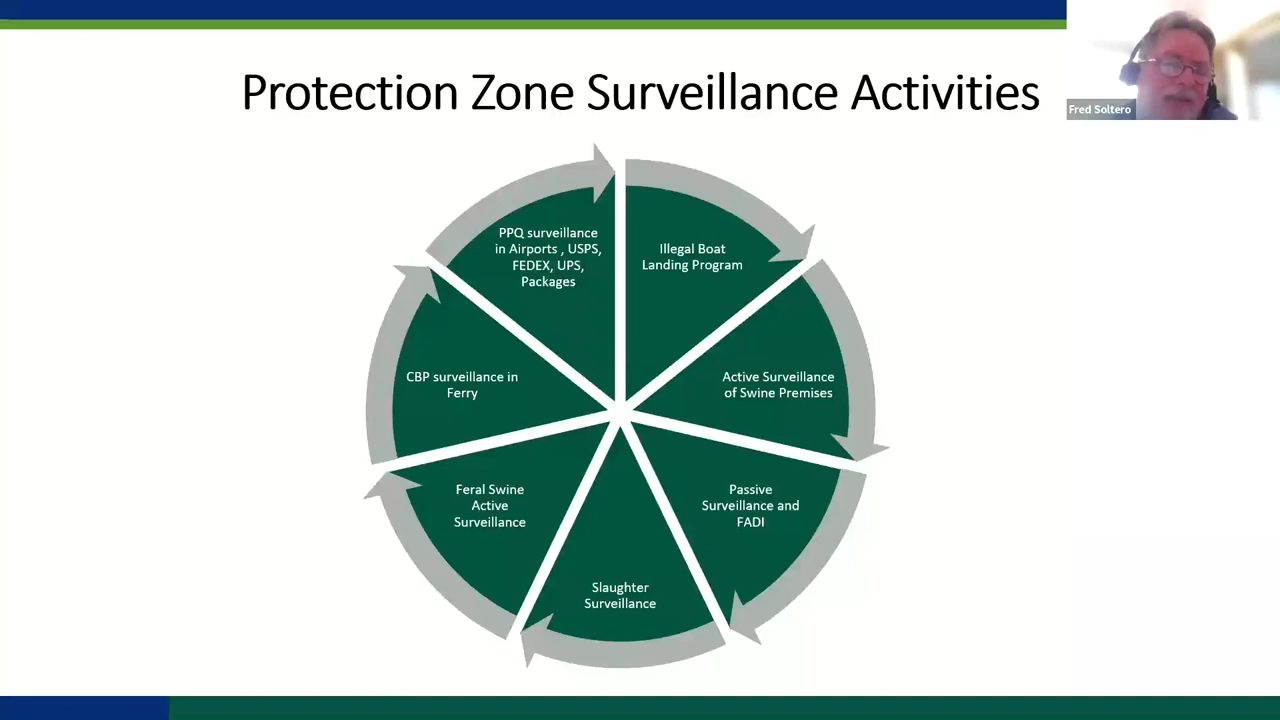 Protection Zone Surveillance Activities
Fred Soltero
Illegal Boat
Landing Program
Active Surveillance
of Swine Premises
Passive
Surveillance and
FADI
Slaughter
Surveillance
Feral Swine
Active
Surveillance
CBP surveillance in
Ferry
PPQ surveillance
in Airports , USPS,
FEDEX, UPS,
Packages